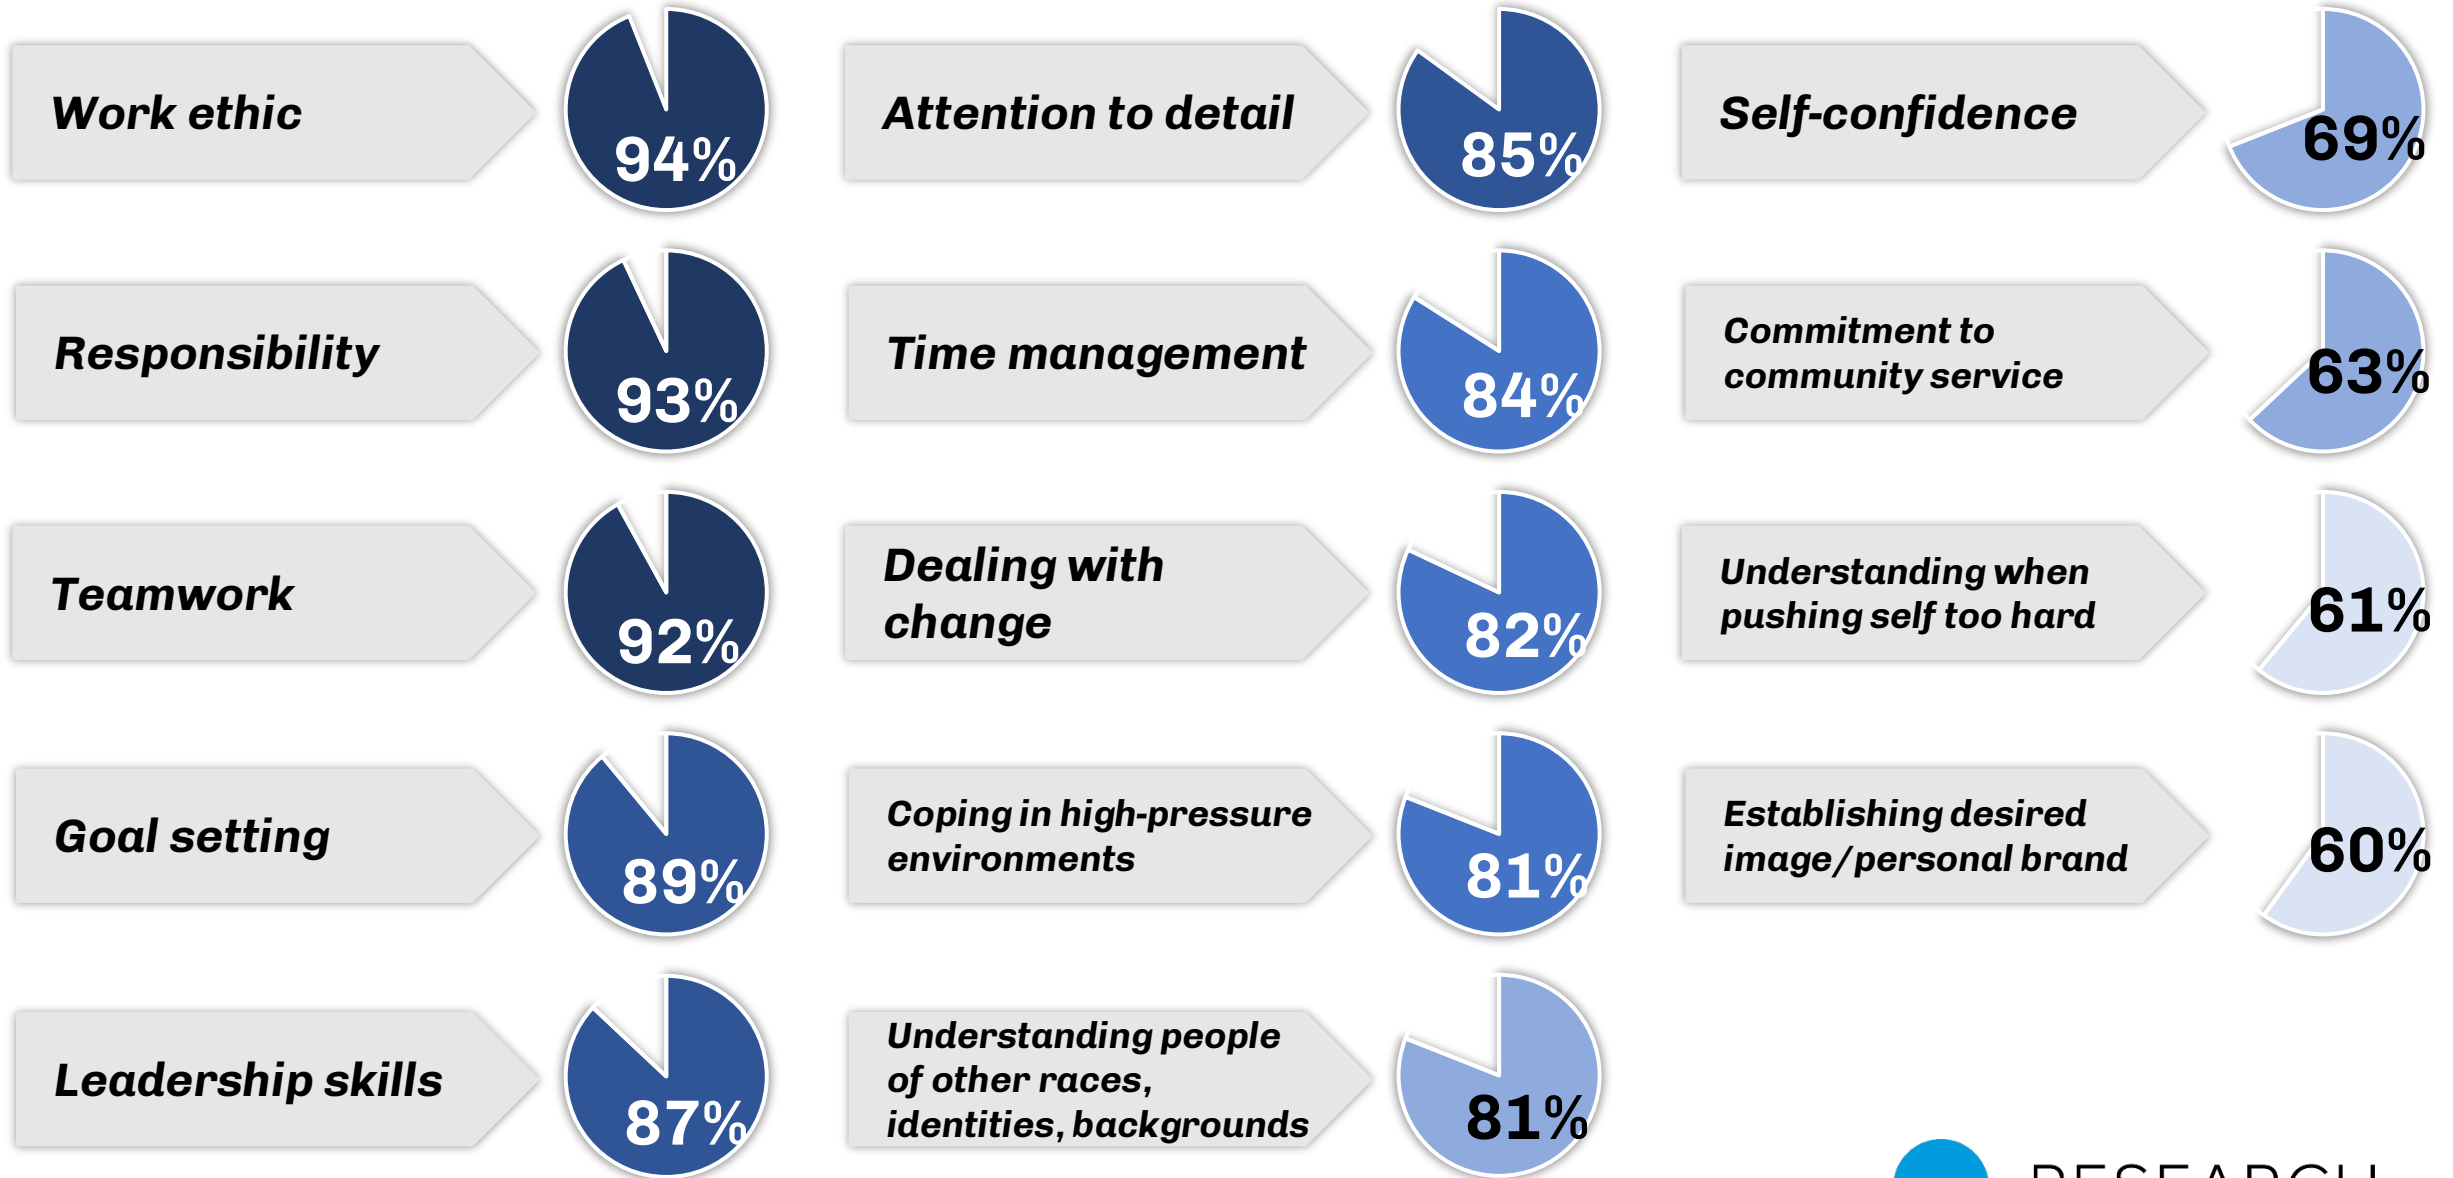 Work ethic
94%
Responsibility
93%
Teamwork
92%
Goal setting
89%
Leadership skills
87%
Attention to detail
85%
Time management
84%
Dealing with
change
82%
Coping in high-pressure
environments
81%
Understanding people
of other races,
identities, backgrounds
81%
Self-confidence
69%
Commitment to
community service
63%
Understanding when
pushing self too hard
61%
Establishing desired
image/personal brand
60%
RESEARCH